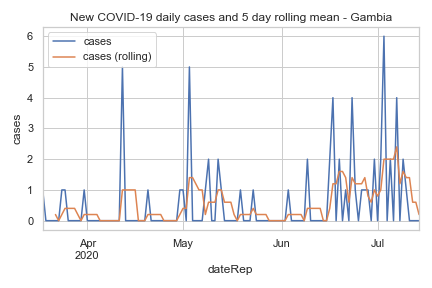 New COVID-19 daily cases and 5 day rolling mean - Gambia
cases
cases (rolling)
6
5
4
3
2
1
0
cases
Apr
2020
May
Jun
Jul
dateRep